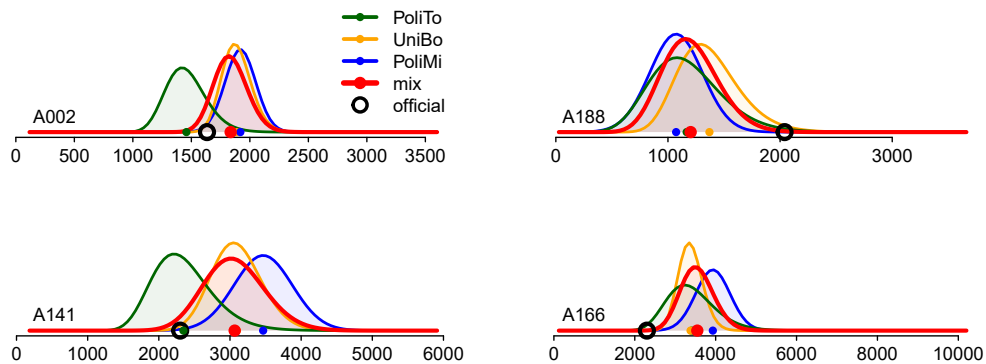 PoliTo
UniBo
PoliMi
mix
official
A002
0 500 1000 1500 2000 2500 3000 3500
A188
0 1000 2000 3000
A141
0 1000 2000 3000 4000 5000 6000
A166
0 2000 4000 6000 8000 10000